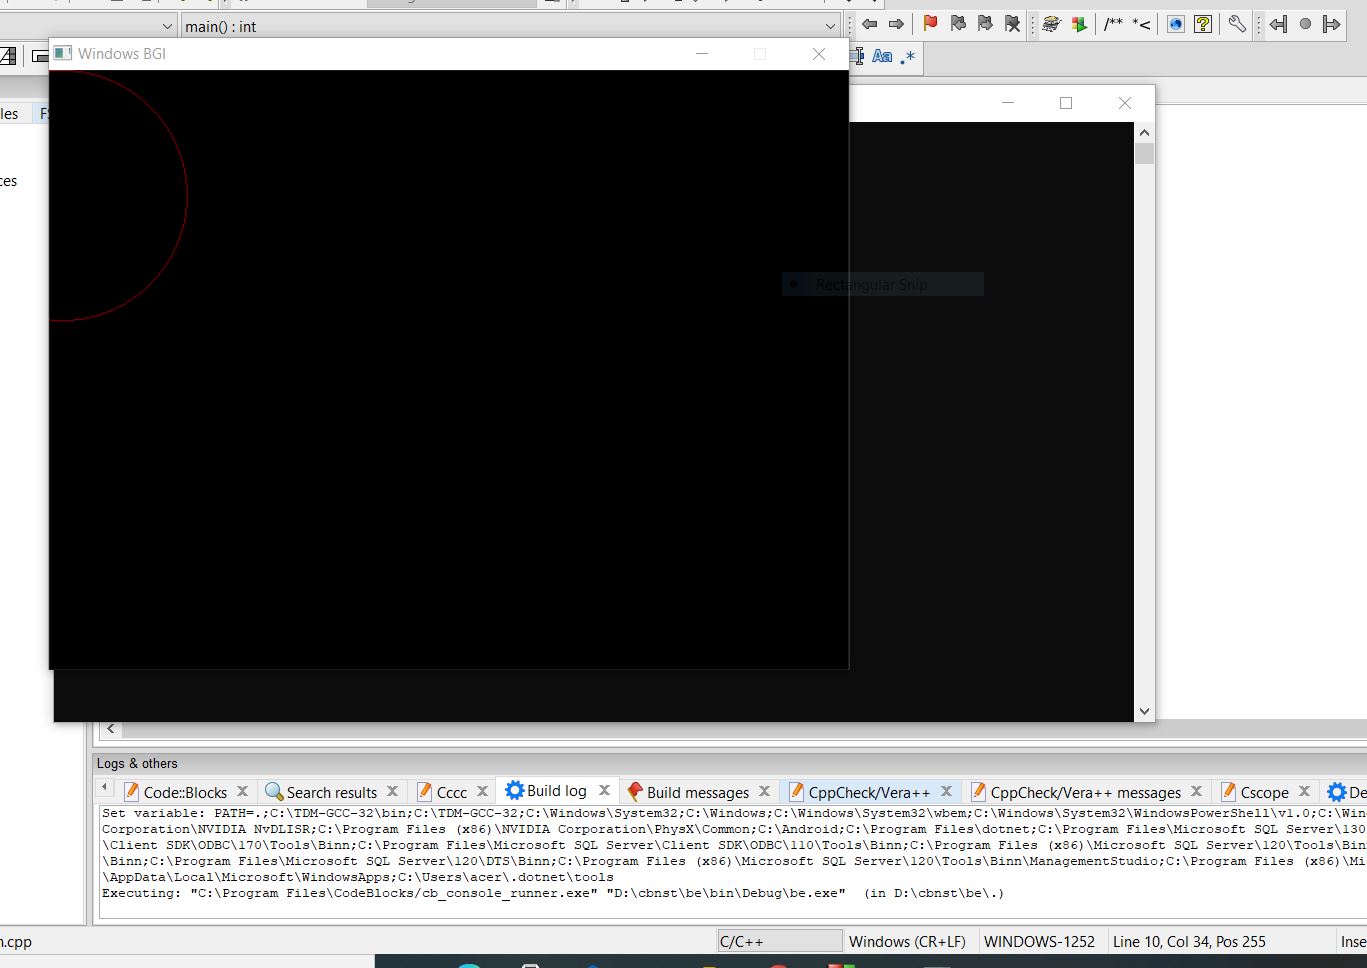 main() : int
/** *<
Windows BGI
Aa .*
les
FS
ces
Rectangular Snip
Logs & others
Code::Blocks
Search results
Cccc
Build log
Build messages
CppCheck/Vera++
CppCheck/Vera++ messages
Cscope
De
Set variable: PATH=.;C:\TDM-GCC-32\bin;C:\TDM-GCC-32;C:\Windows\System32;C:\Windows;C:\Windows\System32\wbem;C:\Windows\System32\WindowsPowerShell\v1.0;C:\Win
Corporation\NVIDIA NvDLISR;C:\Program Files (x86)\NVIDIA Corporation\PhysX\Common;C:\Android;C:\Program Files\dotnet;C:\Program Files\Microsoft SQL Server\130
\Client SDK\ODBC\170\Tools\Binn;C:\Program Files\Microsoft SQL Server\Client SDK\ODBC\110\Tools\Binn;C:\Program Files (x86)\Microsoft SQL Server\120\Tools\Bin
\Binn;C:\Program Files\Microsoft SQL Server\120\DTS\Binn;C:\Program Files (x86)\Microsoft SQL Server\120\Tools\Binn\ManagementStudio;C:\Program Files (x86)\Mi
\AppData\Local\Microsoft\WindowsApps;C:\Users\acer\.dotnet\tools
Executing: "C:\Program Files\CodeBlocks/cb_console_runner.exe" "D:\cbnst\be\bin\Debug\be.exe"  (in D:\cbnst\be\.)
n.cpp
C/C++
Windows (CR+LF)
WINDOWS-1252
Line 10, Col 34, Pos 255
Inse